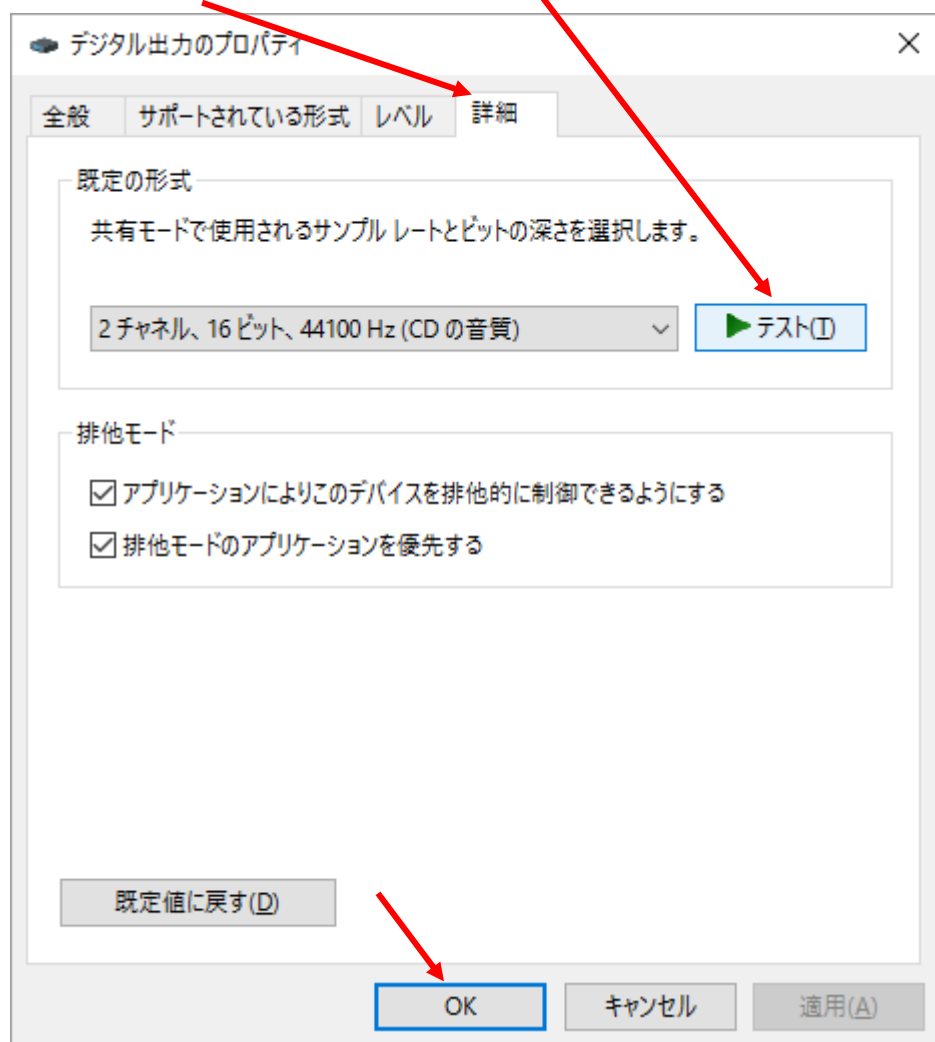 デジタル出力のプロパティ
全般 サポートされている形式 レベル 詳細
既定の形式
共有モードで使用されるサンプル レートとビットの深さを選択します。
2 チャネル、16 ビット、44100 Hz (CD の音質) テスト(T)
排他モード
アプリケーションによりこのデバイスを排他的に制御できるようにする
排他モードのアプリケーションを優先する
既定値に戻す(D)
OK キャンセル 適用(A)